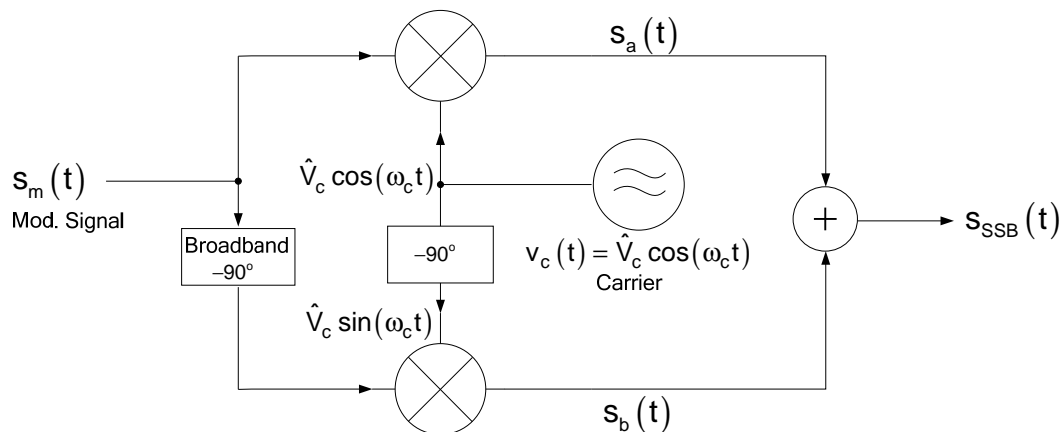 s_a(t)
s_m(t)
Mod. Signal
V̂_c cos(ω_c t)
Broadband
–90°
–90°
v_c(t) = V̂_c cos(ω_c t)
Carrier
+
s_SSB(t)
V̂_c sin(ω_c t)
s_b(t)